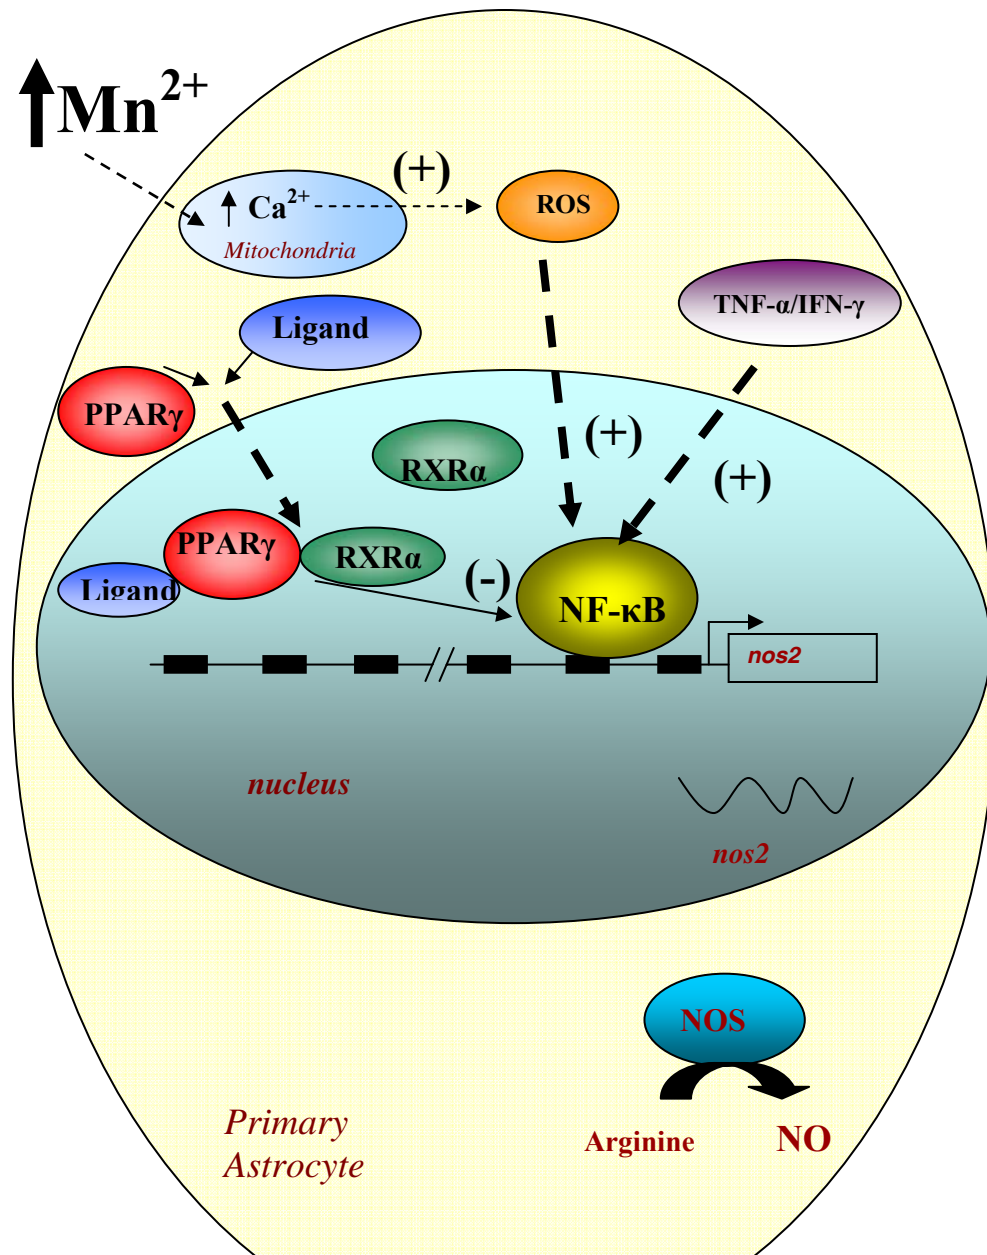 Mn2+
(+)
Ca2+
ROS
Mitochondria
TNF-α/IFN-γ
Ligand
PPARγ
(+)
RXRα
(+)
PPARγ
RXRα
(-)
Ligand
NF-κB
nos2
nucleus
nos2
NOS
Primary
Astrocyte
Arginine
NO